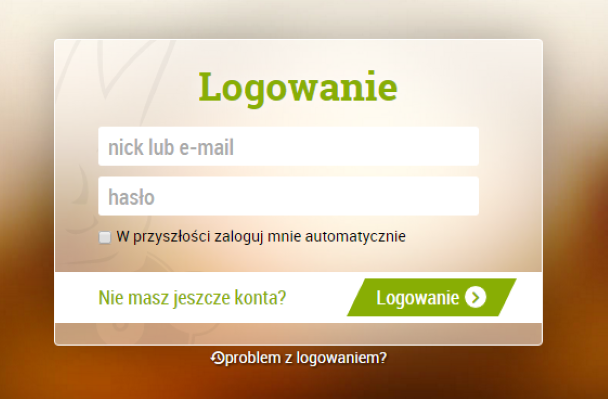 Logowanie
nick lub e-mail
hasło
W przyszłości zaloguj mnie automatycznie
Nie masz jeszcze konta?
Logowanie
problem z logowaniem?